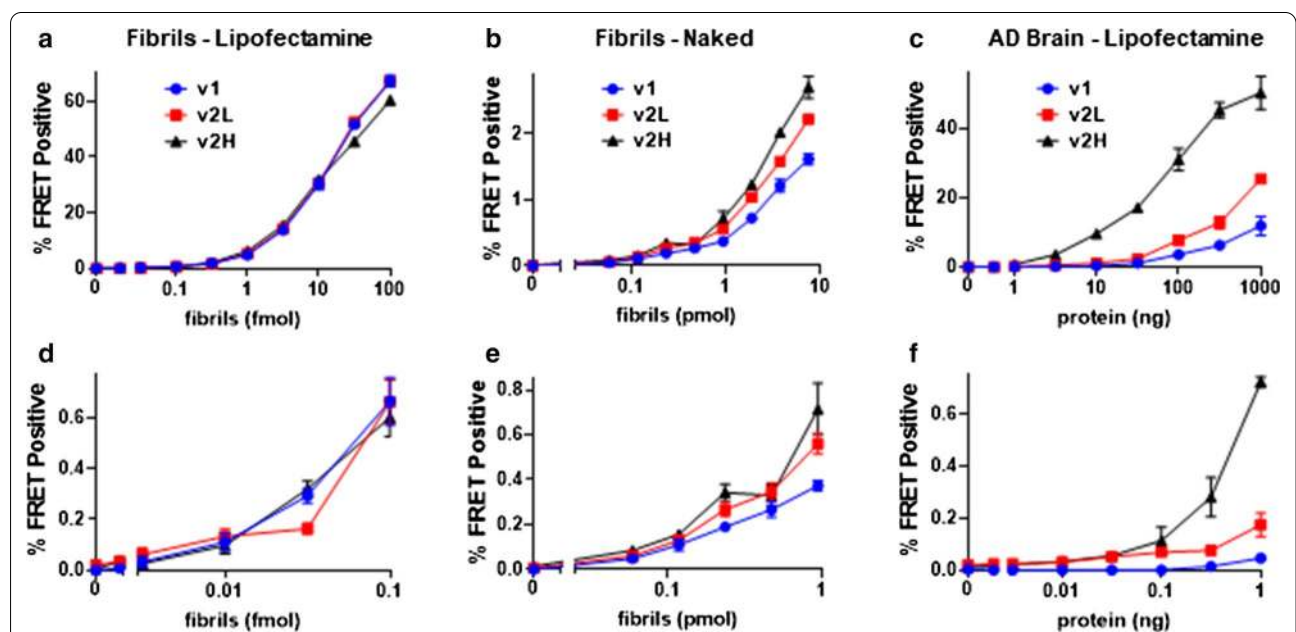 a Fibrils - Lipofectamine
% FRET Positive
60
40
20
0
v1
v2L
v2H
0 0.1 1 10 100
fibrils (fmol)
b Fibrils - Naked
% FRET Positive
2
1
0
v1
v2L
v2H
0 0.1 1 10
fibrils (pmol)
c AD Brain - Lipofectamine
% FRET Positive
40
20
0
v1
v2L
v2H
0 1 10 100 1000
protein (ng)
d
% FRET Positive
0.6
0.4
0.2
0.0
0 0.01 0.1
fibrils (fmol)
e
% FRET Positive
0.8
0.6
0.4
0.2
0.0
0 0.1 1
fibrils (pmol)
f
% FRET Positive
0.6
0.4
0.2
0.0
0 0.01 0.1 1
protein (ng)